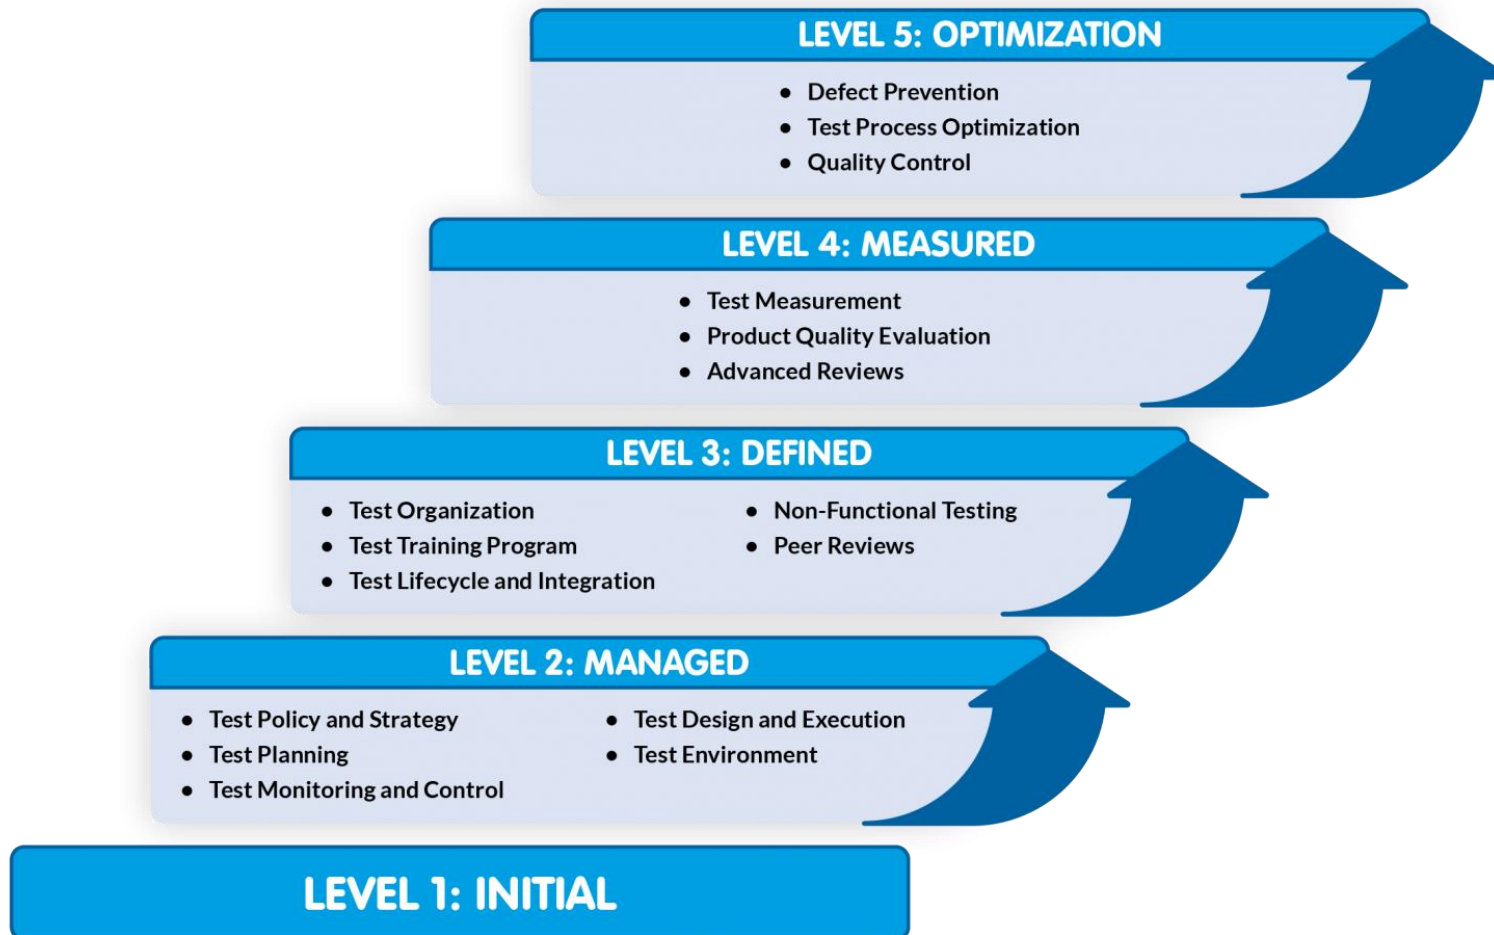 LEVEL 5: OPTIMIZATION
● Defect Prevention
● Test Process Optimization
● Quality Control
LEVEL 4: MEASURED
● Test Measurement
● Product Quality Evaluation
● Advanced Reviews
LEVEL 3: DEFINED
● Test Organization
● Test Training Program
● Test Lifecycle and Integration
● Non-Functional Testing
● Peer Reviews
LEVEL 2: MANAGED
● Test Policy and Strategy
● Test Planning
● Test Monitoring and Control
● Test Design and Execution
● Test Environment
LEVEL 1: INITIAL